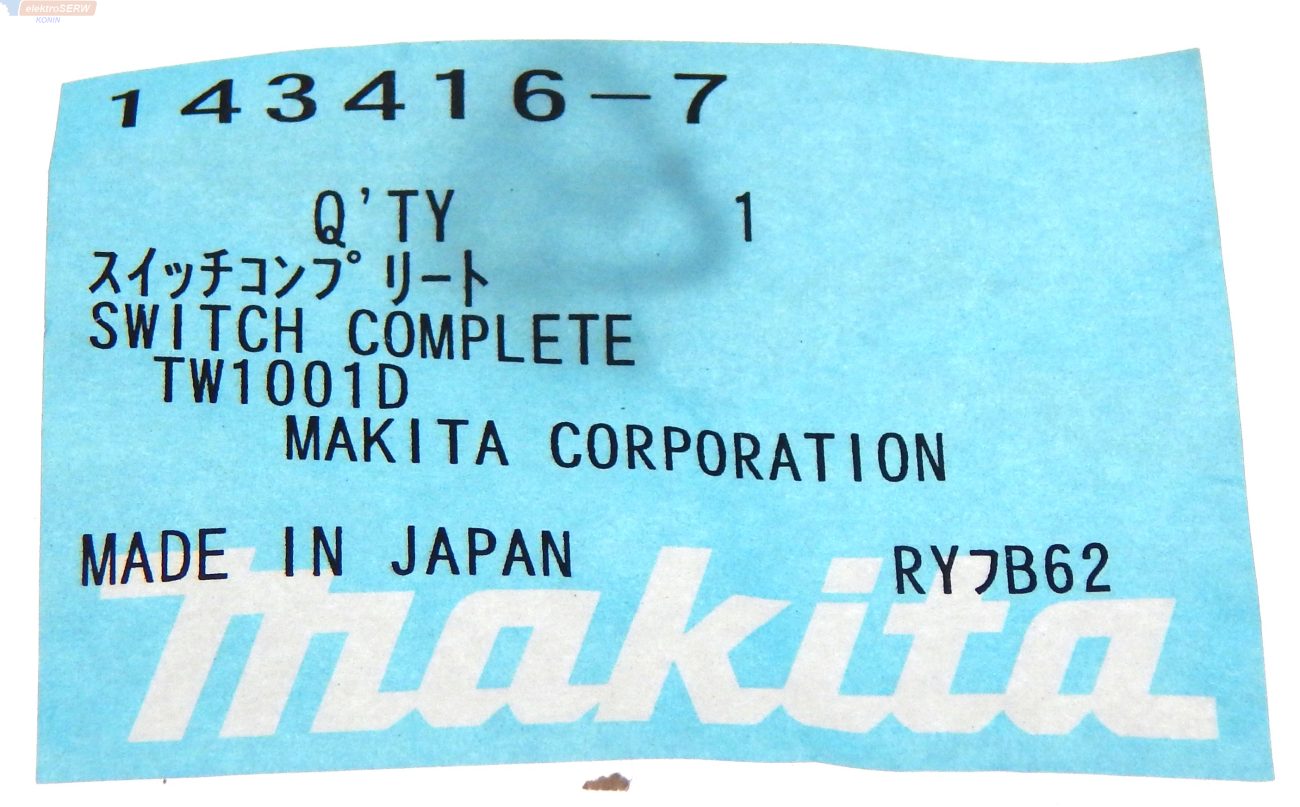 elektroSERW
KONIN
143416-7
Q'TY 1
スイッチコンプリート
SWITCH COMPLETE
TW1001D
MAKITA CORPORATION
MADE IN JAPAN RYフB62
makita